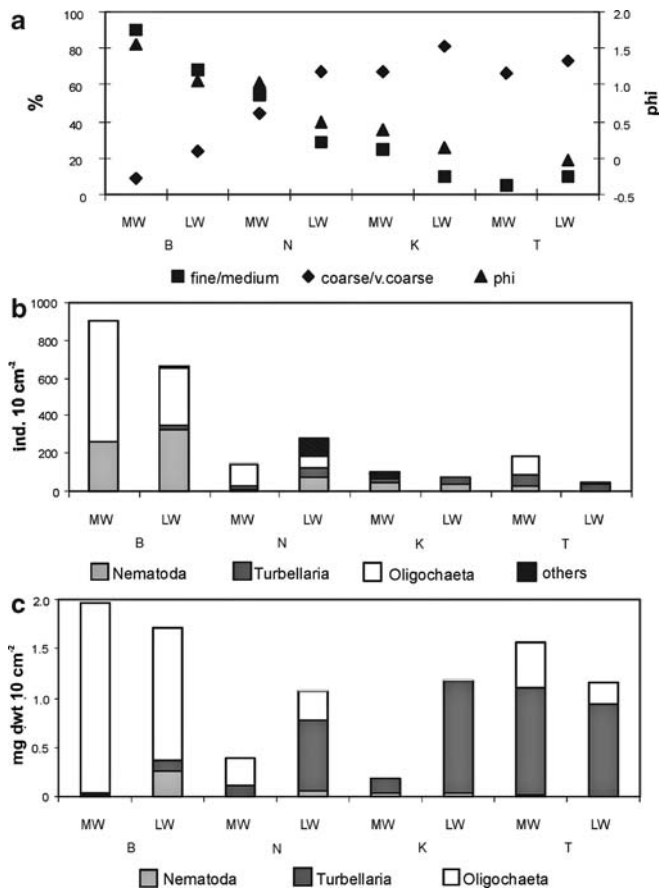 a
100
80
60
40
20
0
%
2.0
1.5
1.0
0.5
0
-0.5
phi
MW LW MW LW MW LW MW LW
B N K T
fine/medium coarse/v.coarse phi
b
1000
800
600
400
200
0
ind. 10 cm⁻²
MW LW MW LW MW LW MW LW
B N K T
Nematoda Turbellaria Oligochaeta others
c
2.0
1.5
1.0
0.5
0
mg dwt 10 cm⁻²
MW LW MW LW MW LW MW LW
B N K T
Nematoda Turbellaria Oligochaeta